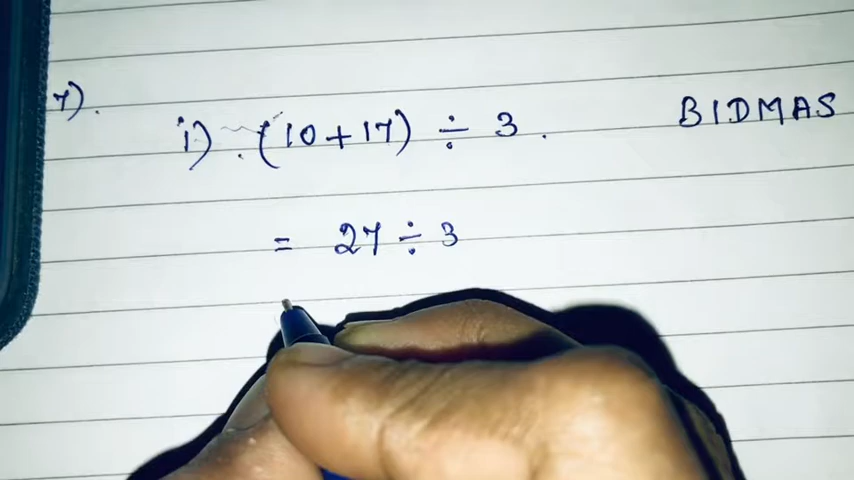 7).
i). (10+17) ÷ 3. BIDMAS
= 27 ÷ 3